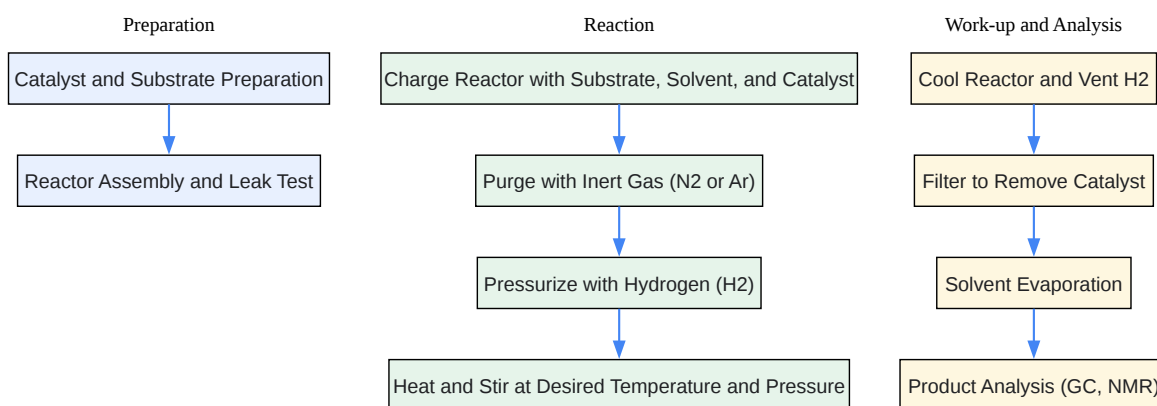 Preparation
Catalyst and Substrate Preparation
Reactor Assembly and Leak Test
Reaction
Charge Reactor with Substrate, Solvent, and Catalyst
Purge with Inert Gas (N2 or Ar)
Pressurize with Hydrogen (H2)
Heat and Stir at Desired Temperature and Pressure
Work-up and Analysis
Cool Reactor and Vent H2
Filter to Remove Catalyst
Solvent Evaporation
Product Analysis (GC, NMR)